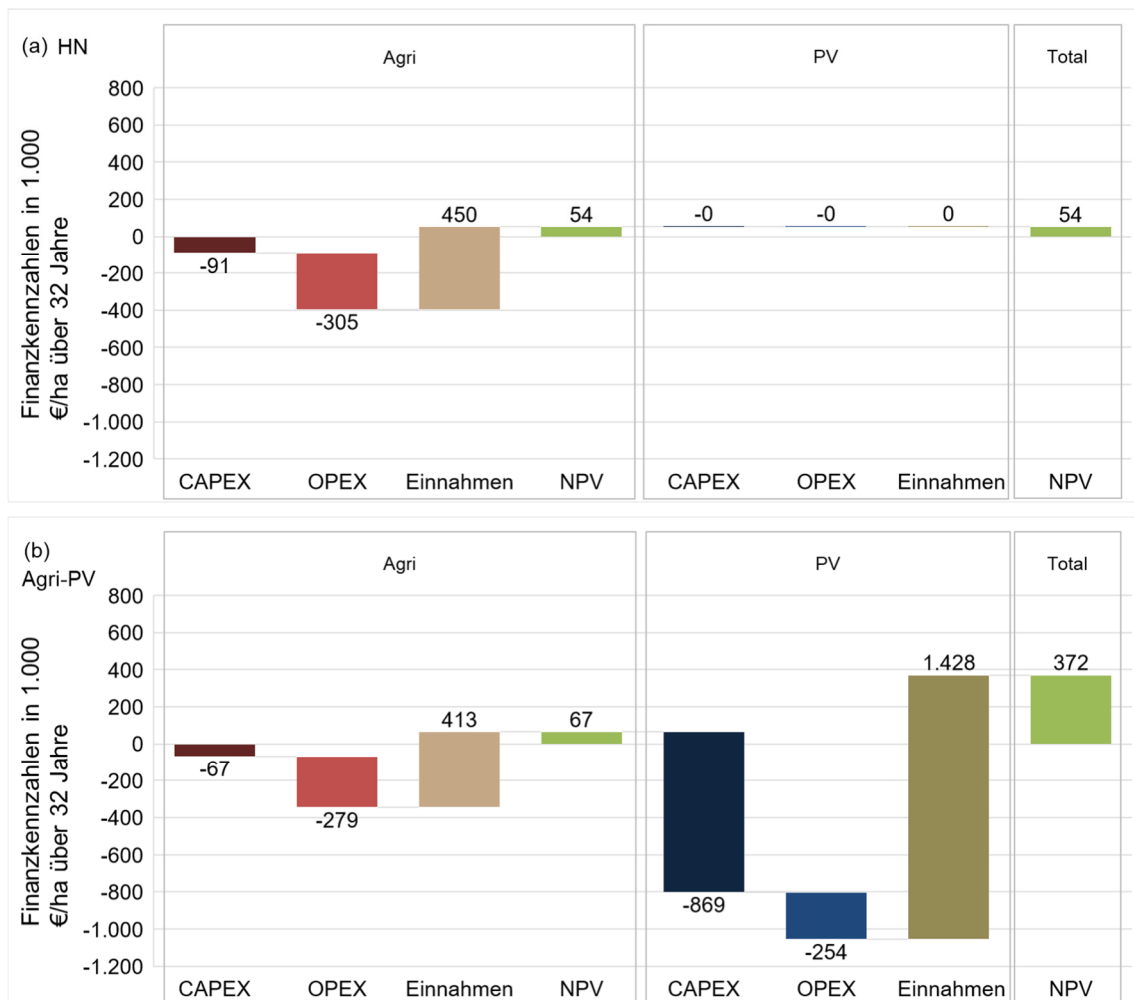 (a) HN
Agri
PV
Total
Finanzkennzahlen in 1.000
€/ha über 32 Jahre
800
600
400
200
0
-200
-400
-600
-800
-1.000
-1.200
-91
-305
450
54
-0
-0
0
54
CAPEX
OPEX
Einnahmen
NPV
CAPEX
OPEX
Einnahmen
NPV
(b)
Agri-PV
Agri
PV
Total
Finanzkennzahlen in 1.000
€/ha über 32 Jahre
800
600
400
200
0
-200
-400
-600
-800
-1.000
-1.200
-67
-279
413
67
-869
-254
1.428
372
CAPEX
OPEX
Einnahmen
NPV
CAPEX
OPEX
Einnahmen
NPV